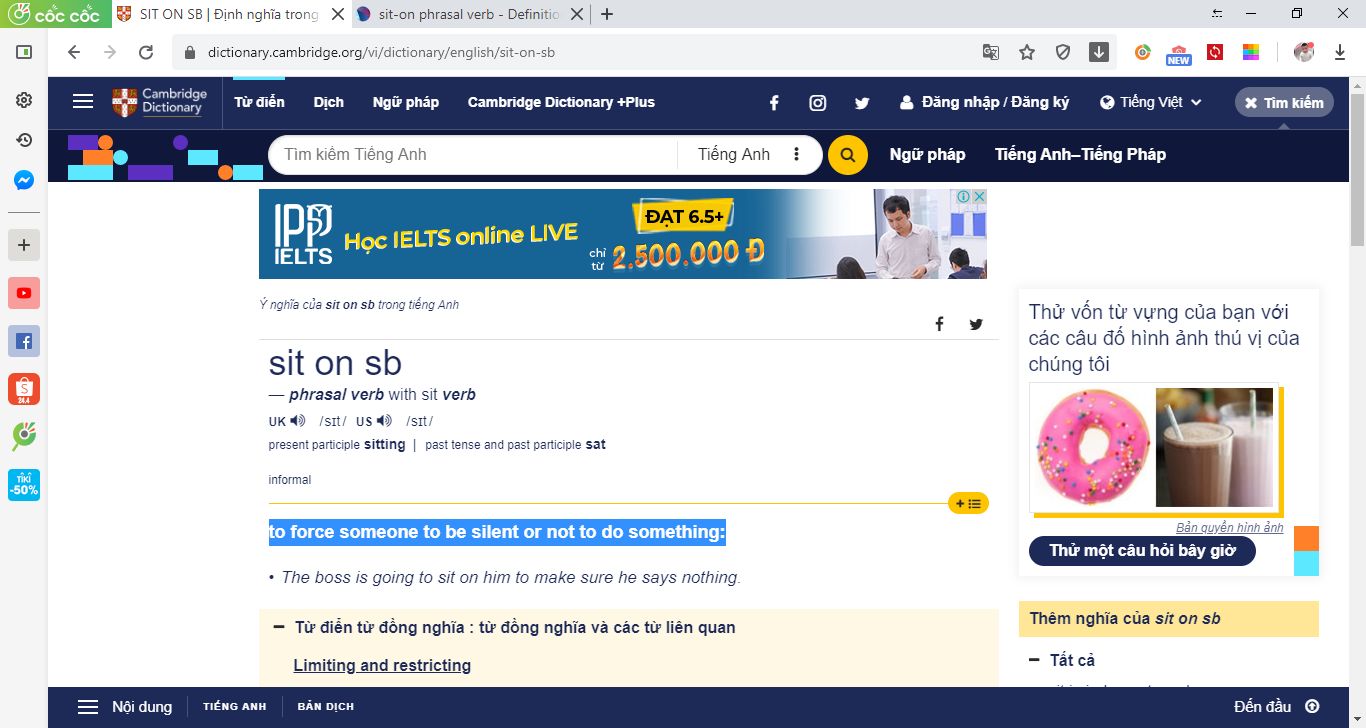 cốc cốc
SIT ON SB | Định nghĩa trong
sit-on phrasal verb - Definitio
dictionary.cambridge.org/vi/dictionary/english/sit-on-sb
NEW
Cambridge
Dictionary
Từ điển
Dịch
Ngữ pháp
Cambridge Dictionary +Plus
Đăng nhập / Đăng ký
Tiếng Việt
Tìm kiếm
Tìm kiếm Tiếng Anh
Tiếng Anh
Ngữ pháp
Tiếng Anh–Tiếng Pháp
IPP
IELTS
Học IELTS online LIVE
ĐẠT 6.5+
chỉ
từ
2.500.000 Đ
Ý nghĩa của sit on sb trong tiếng Anh
sit on sb
— phrasal verb with sit verb
UK /sɪt/ US /sɪt/
present participle sitting | past tense and past participle sat
informal
to force someone to be silent or not to do something:
• The boss is going to sit on him to make sure he says nothing.
Từ điển từ đồng nghĩa : từ đồng nghĩa và các từ liên quan
Limiting and restricting
Thử vốn từ vựng của bạn với
các câu đố hình ảnh thú vị của
chúng tôi
Bản quyền hình ảnh
Thử một câu hỏi bây giờ
Thêm nghĩa của sit on sb
Tất cả
24.4
TIKI
-50%
Nội dung
TIẾNG ANH
BẢN DỊCH
Đến đầu